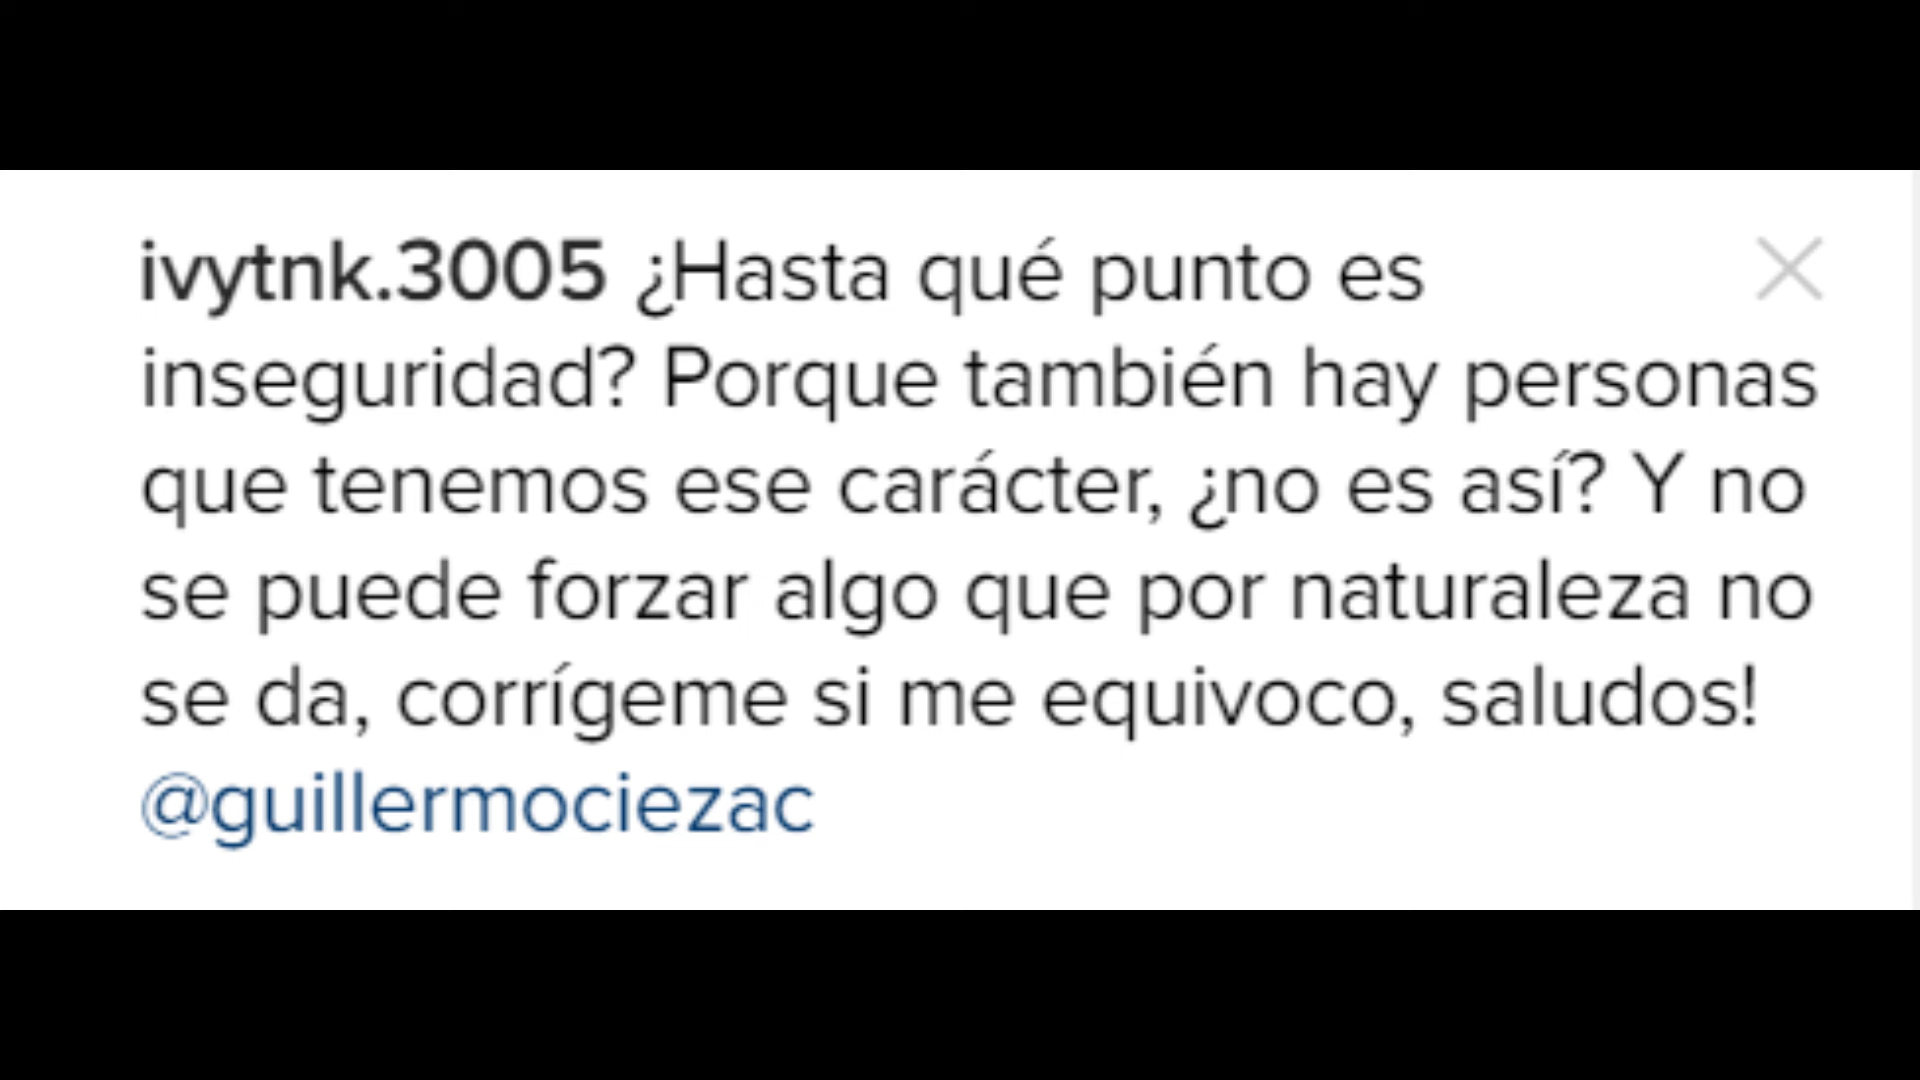 ivytnk.3005 ¿Hasta qué punto es
inseguridad? Porque también hay personas
que tenemos ese carácter, ¿no es así? Y no
se puede forzar algo que por naturaleza no
se da, corrígeme si me equivoco, saludos!
@guillermociezac